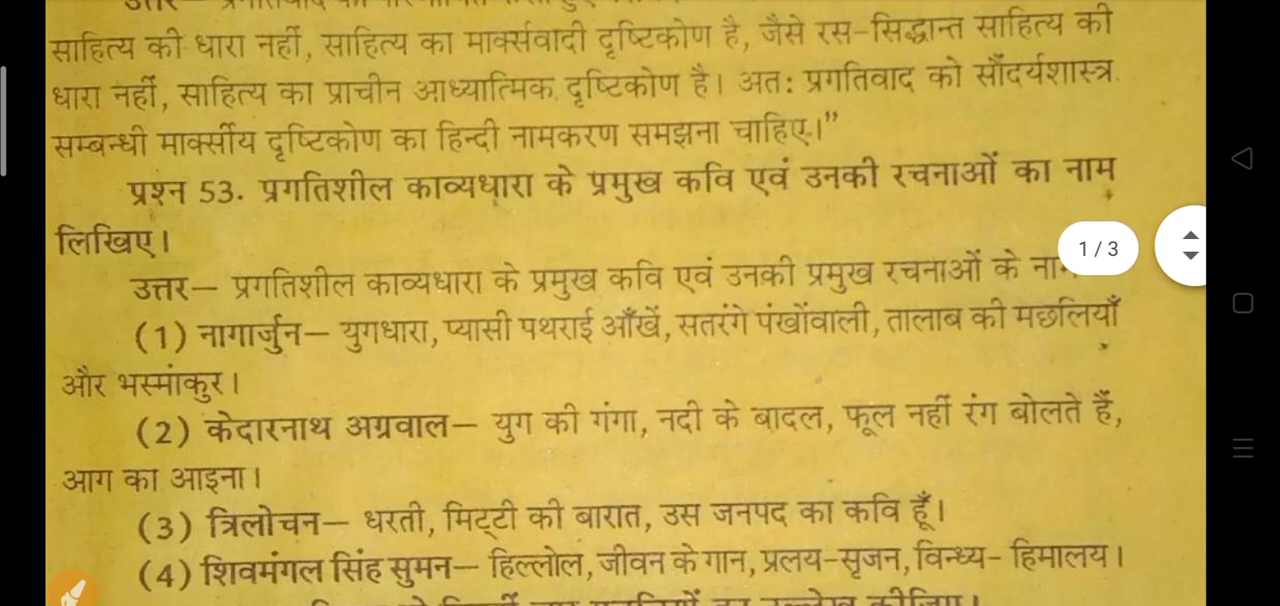 साहित्य की धारा नहीं, साहित्य का मार्क्सवादी दृष्टिकोण है, जैसे रस-सिद्धान्त साहित्य की
धारा नहीं, साहित्य का प्राचीन आध्यात्मिक दृष्टिकोण है। अतः प्रगतिवाद को सौंदर्यशास्त्र
सम्बन्धी मार्क्सीय दृष्टिकोण का हिन्दी नामकरण समझना चाहिए।”
प्रश्न 53. प्रगतिशील काव्यधारा के प्रमुख कवि एवं उनकी रचनाओं का नाम
लिखिए।
1 / 3
उत्तर— प्रगतिशील काव्यधारा के प्रमुख कवि एवं उनकी प्रमुख रचनाओं के
(1) नागार्जुन— युगधारा, प्यासी पथराई आँखें, सतरंगे पंखोंवाली, तालाब की मछलियाँ
और भस्मांकुर।
(2) केदारनाथ अग्रवाल— युग की गंगा, नदी के बादल, फूल नहीं रंग बोलते हैं,
आग का आइना।
(3) त्रिलोचन— धरती, मिट्टी की बारात, उस जनपद का कवि हूँ।
(4) शिवमंगल सिंह सुमन— हिल्लोल, जीवन के गान, प्रलय-सृजन, विन्ध्य- हिमालय।